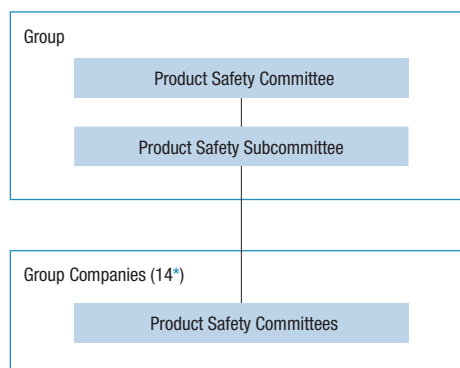 Group
Product Safety Committee
Product Safety Subcommittee
Group Companies (14*)
Product Safety Committees